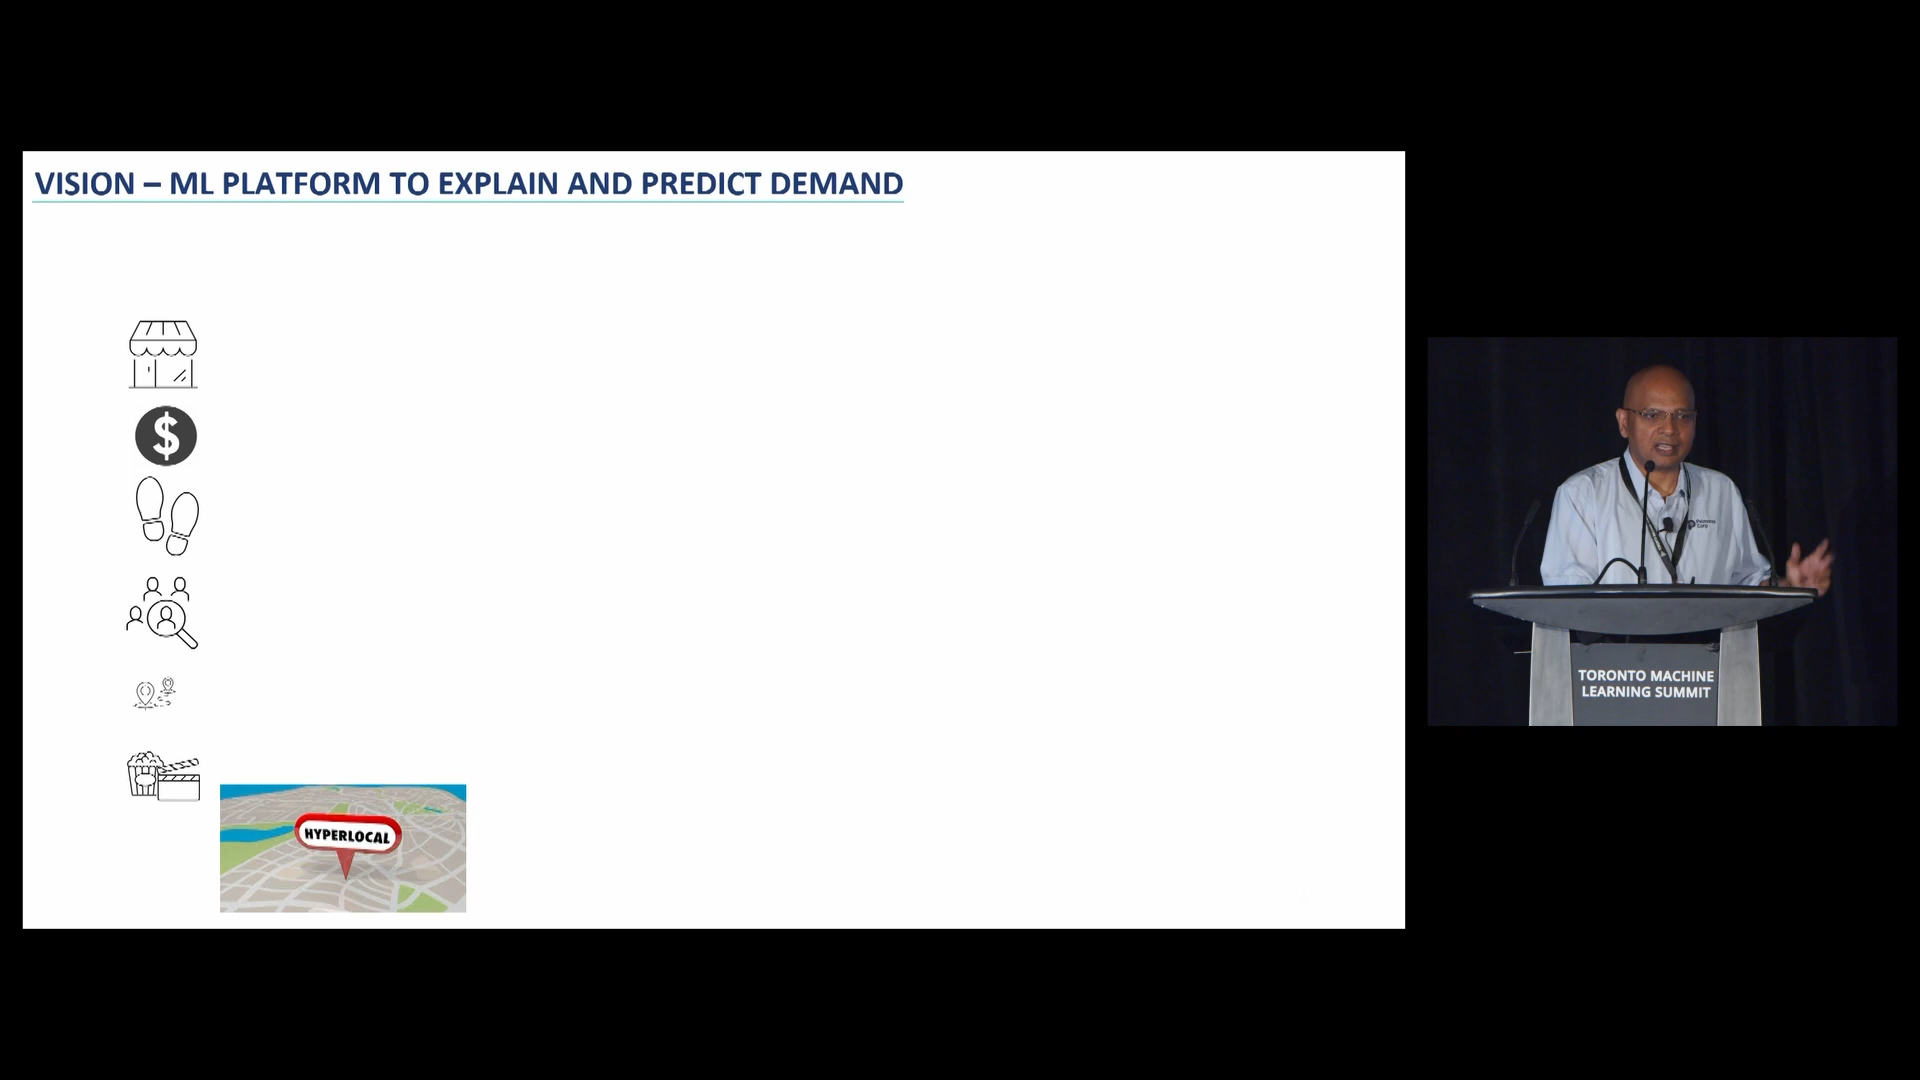 VISION – ML PLATFORM TO EXPLAIN AND PREDICT DEMAND
$
HYPERLOCAL
TORONTO MACHINE
LEARNING SUMMIT